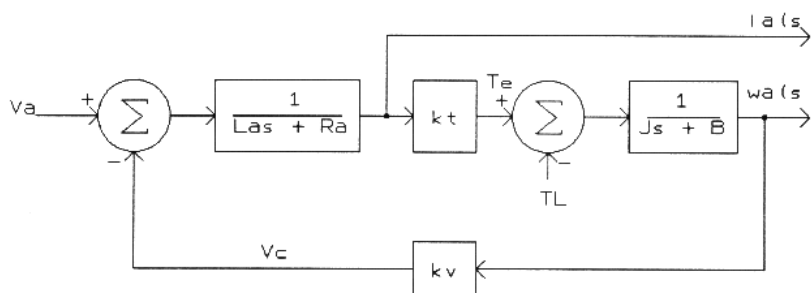 Ia(s
Te
wa(s
Va
+
Σ
1
Las + Ra
kt
+
Σ
1
Js + B
-
-
TL
Vc
kv